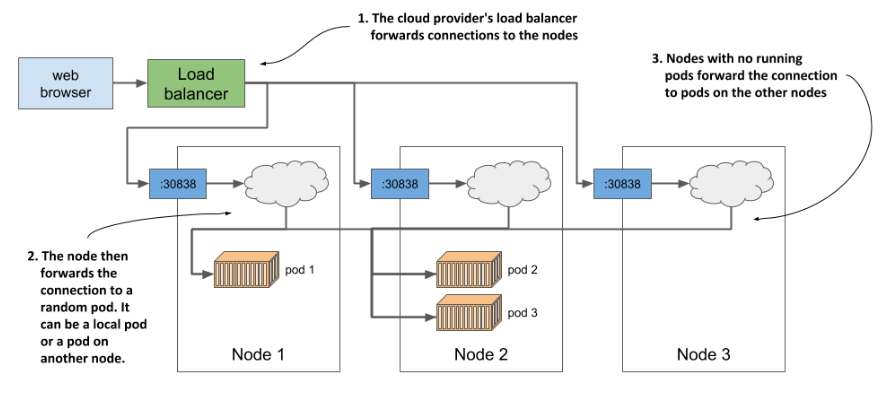 1. The cloud provider's load balancer
forwards connections to the nodes
3. Nodes with no running
pods forward the connection
to pods on the other nodes
web
browser
Load
balancer
:30838
:30838
:30838
2. The node then
forwards the
connection to a
random pod. It
can be a local pod
or a pod on
another node.
pod 1
pod 2
pod 3
Node 1
Node 2
Node 3